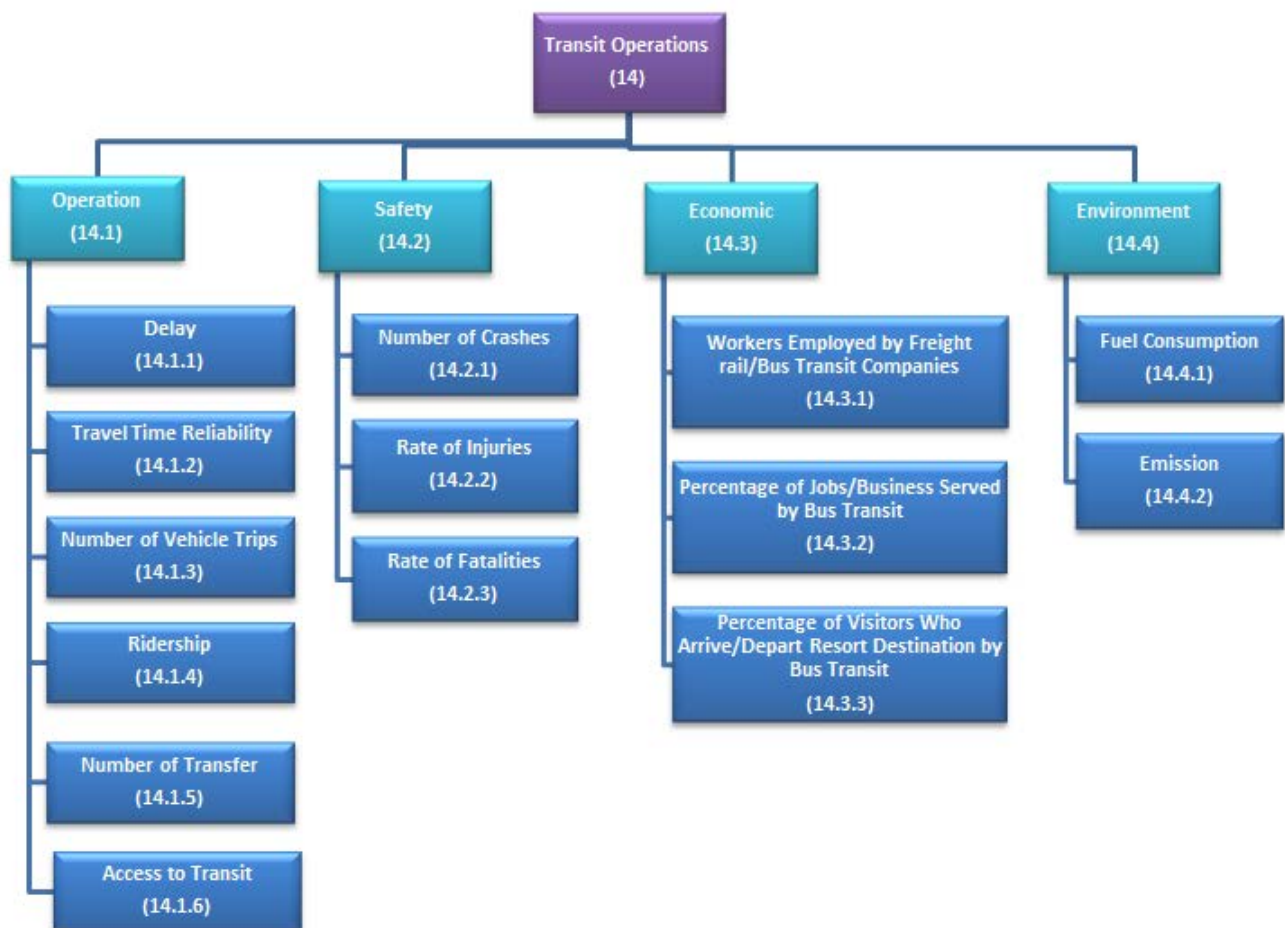 Transit Operations
(14)
Operation
(14.1)
Safety
(14.2)
Economic
(14.3)
Environment
(14.4)
Delay
(14.1.1)
Travel Time Reliability
(14.1.2)
Number of Vehicle Trips
(14.1.3)
Ridership
(14.1.4)
Number of Transfer
(14.1.5)
Access to Transit
(14.1.6)
Number of Crashes
(14.2.1)
Rate of Injuries
(14.2.2)
Rate of Fatalities
(14.2.3)
Workers Employed by Freight
rail/Bus Transit Companies
(14.3.1)
Percentage of Jobs/Business Served
by Bus Transit
(14.3.2)
Percentage of Visitors Who
Arrive/Depart Resort Destination by
Bus Transit
(14.3.3)
Fuel Consumption
(14.4.1)
Emission
(14.4.2)